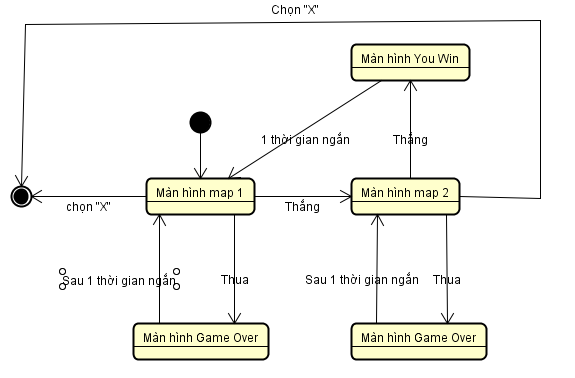 Chọn "X"
Màn hình You Win
1 thời gian ngắn
Thắng
Màn hình map 1
Màn hình map 2
chọn "X"
Thắng
Sau 1 thời gian ngắn
Thua
Sau 1 thời gian ngắn
Thua
Màn hình Game Over
Màn hình Game Over